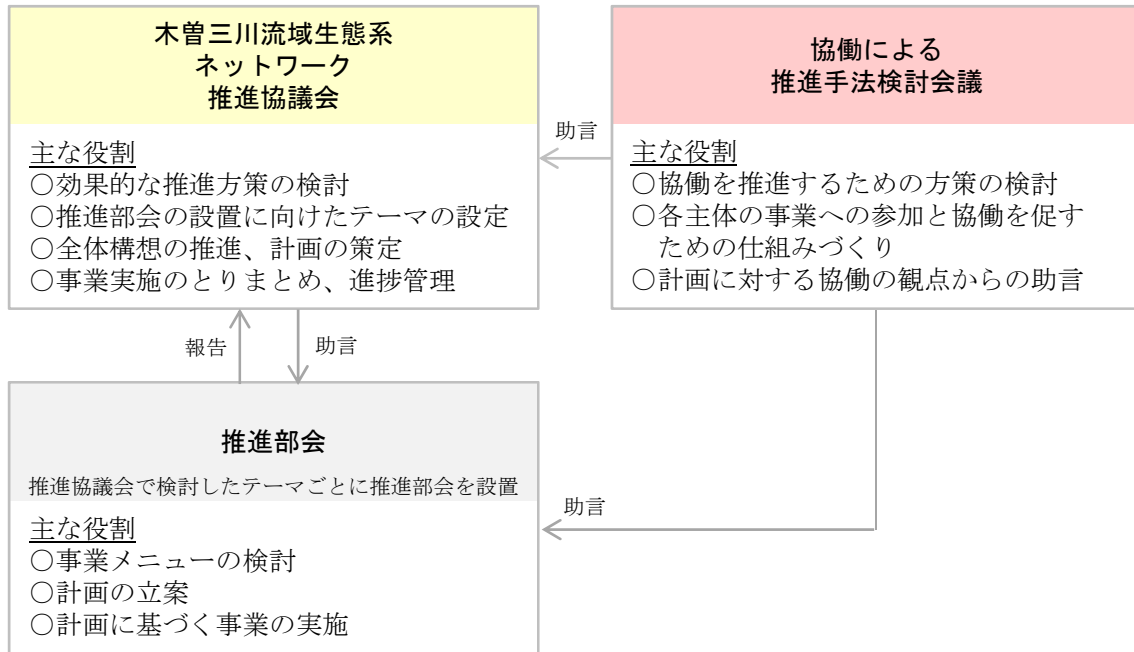 木曽三川流域生態系
ネットワーク
推進協議会
主な役割
○効果的な推進方策の検討
○推進部会の設置に向けたテーマの設定
○全体構想の推進、計画の策定
○事業実施のとりまとめ、進捗管理
助言
協働による
推進手法検討会議
主な役割
○協働を推進するための方策の検討
○各主体の事業への参加と協働を促す
ための仕組みづくり
○計画に対する協働の観点からの助言
報告
助言
推進部会
推進協議会で検討したテーマごとに推進部会を設置
主な役割
○事業メニューの検討
○計画の立案
○計画に基づく事業の実施
助言